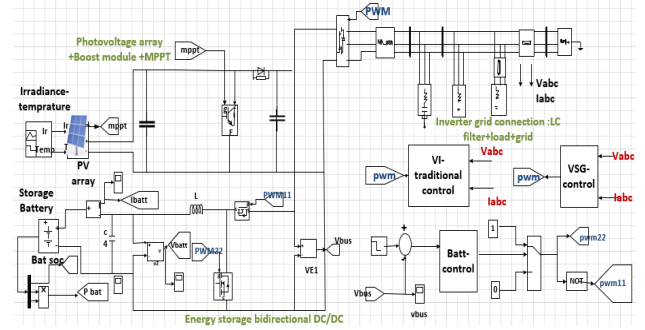 PWM
Photovoltage array
+Boost module +MPPT
mppt
Irradiance-
temprature
Ir
Ir
mppt
Temp
T
PV
array
Vabc
Iabc
Inverter grid connection :LC
filter+load+grid
VI-
traditional
control
pwm
Vabc
Iabc
VSG-
control
pwm
Vabc
Iabc
Storage
Battery
Ibatt
L
PWM11
c
4
Vbatt
PWM22
Bat soc
P bat
Vbus
VE1
Energy storage bidirectional DC/DC
+
Vbus
vbus
Batt-
control
1
0
pwm22
NOT
pwm11